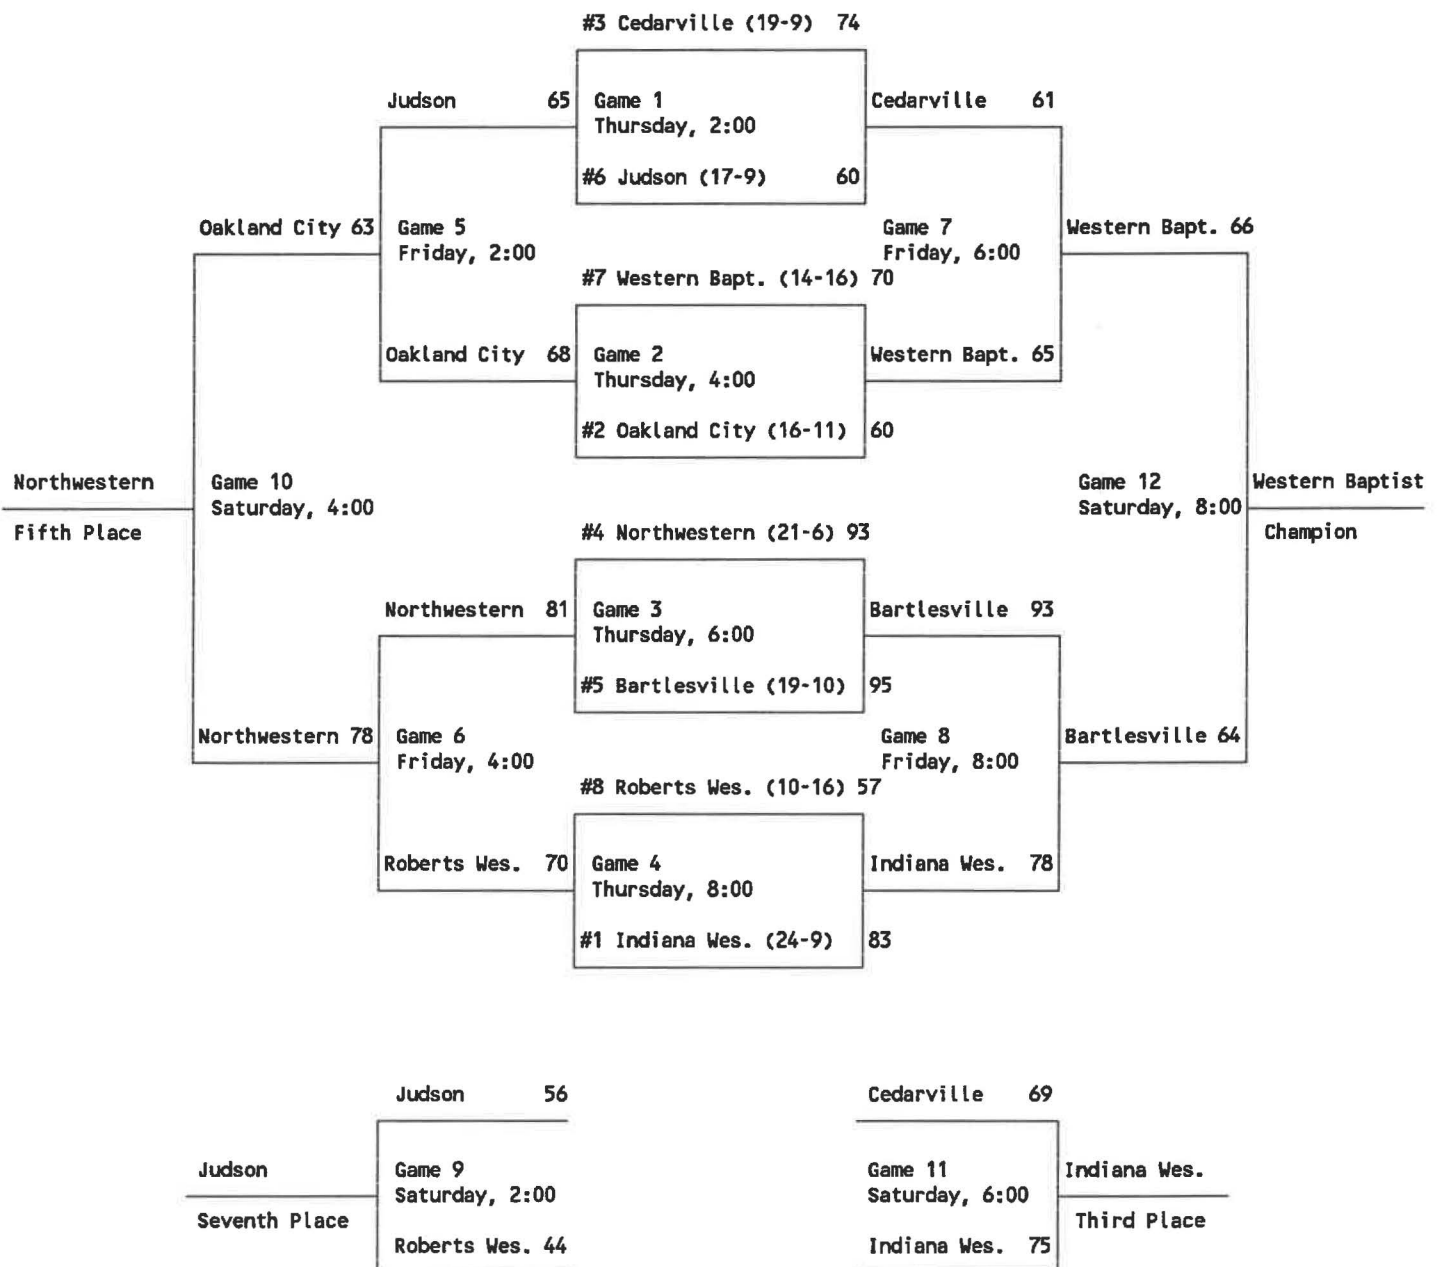 #3 Cedarville (19-9) 74
Judson 65
Game 1
Thursday, 2:00
Cedarville 61
#6 Judson (17-9) 60
Oakland City 63
Game 5
Friday, 2:00
Game 7
Friday, 6:00
Western Bapt. 66
#7 Western Bapt. (14-16) 70
Oakland City 68
Game 2
Thursday, 4:00
Western Bapt. 65
#2 Oakland City (16-11) 60
Northwestern
Fifth Place
Game 10
Saturday, 4:00
Game 12
Saturday, 8:00
Western Baptist
Champion
#4 Northwestern (21-6) 93
Northwestern 81
Game 3
Thursday, 6:00
Bartlesville 93
#5 Bartlesville (19-10) 95
Northwestern 78
Game 6
Friday, 4:00
Game 8
Friday, 8:00
Bartlesville 64
#8 Roberts Wes. (10-16) 57
Roberts Wes. 70
Game 4
Thursday, 8:00
Indiana Wes. 78
#1 Indiana Wes. (24-9) 83
Judson 56
Judson
Seventh Place
Game 9
Saturday, 2:00
Roberts Wes. 44
Cedarville 69
Game 11
Saturday, 6:00
Indiana Wes.
Third Place
Indiana Wes. 75